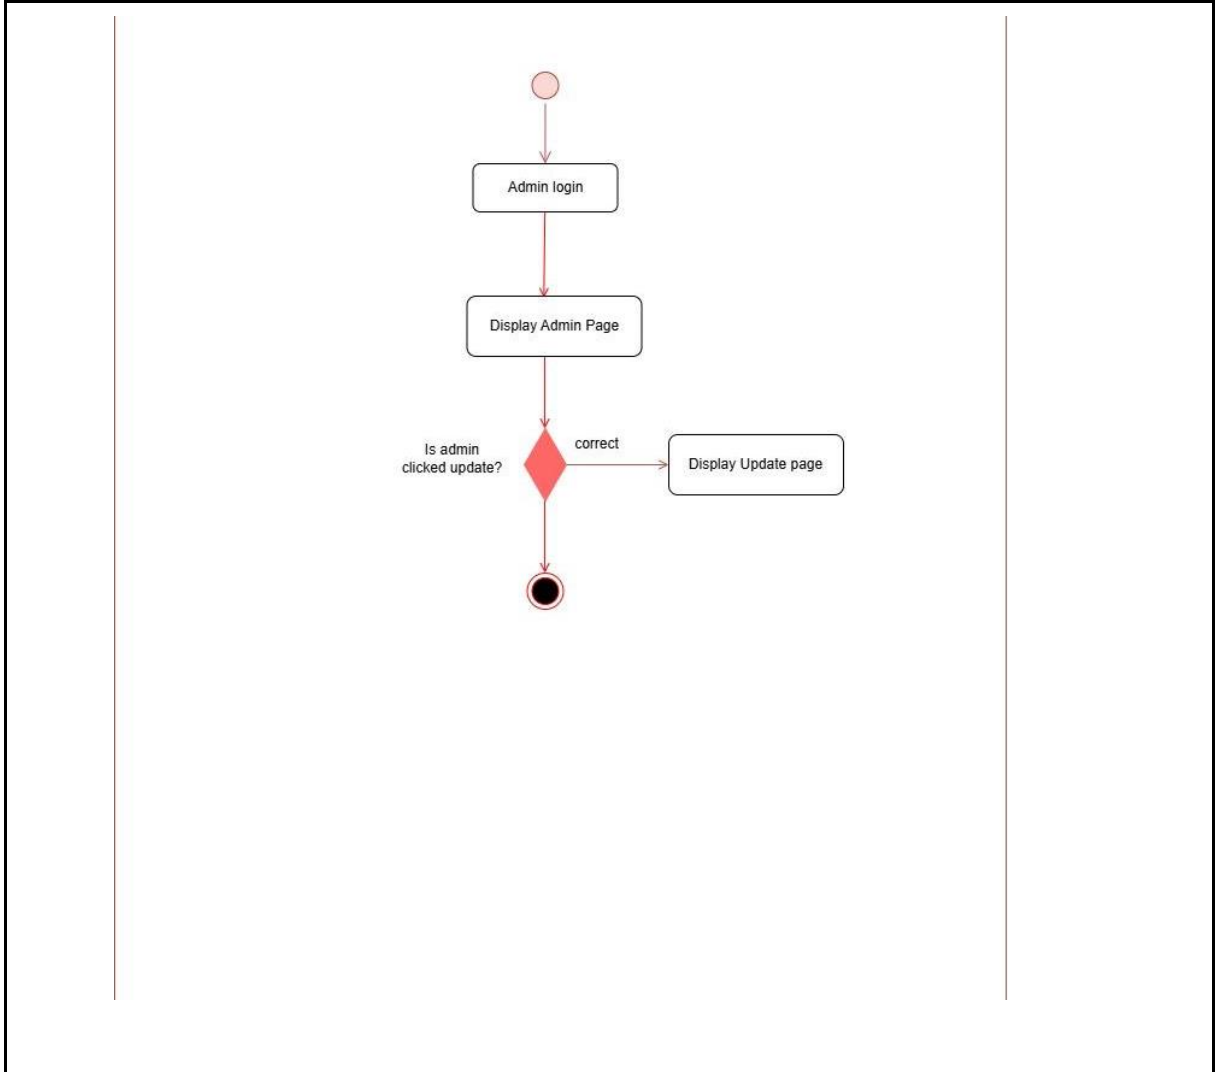 Admin login
Display Admin Page
Is admin
clicked update?
correct
Display Update page